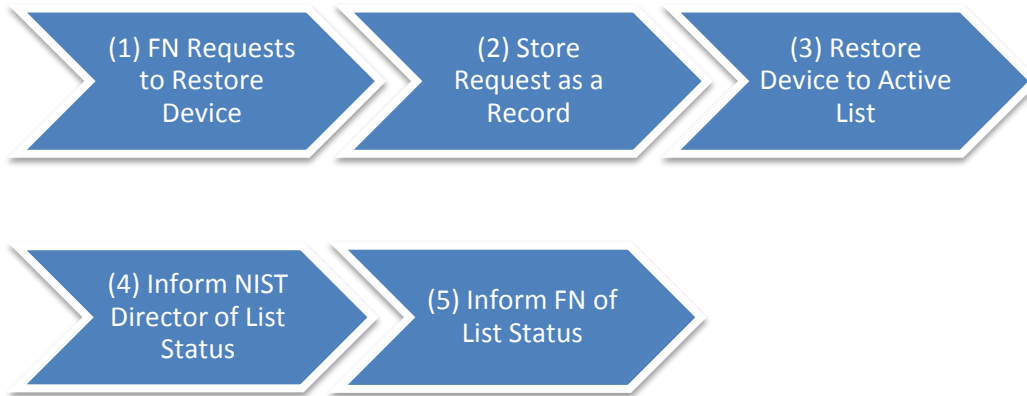 (1) FN Requests
to Restore
Device
(2) Store
Request as a
Record
(3) Restore
Device to Active
List
(4) Inform NIST
Director of List
Status
(5) Inform FN of
List Status